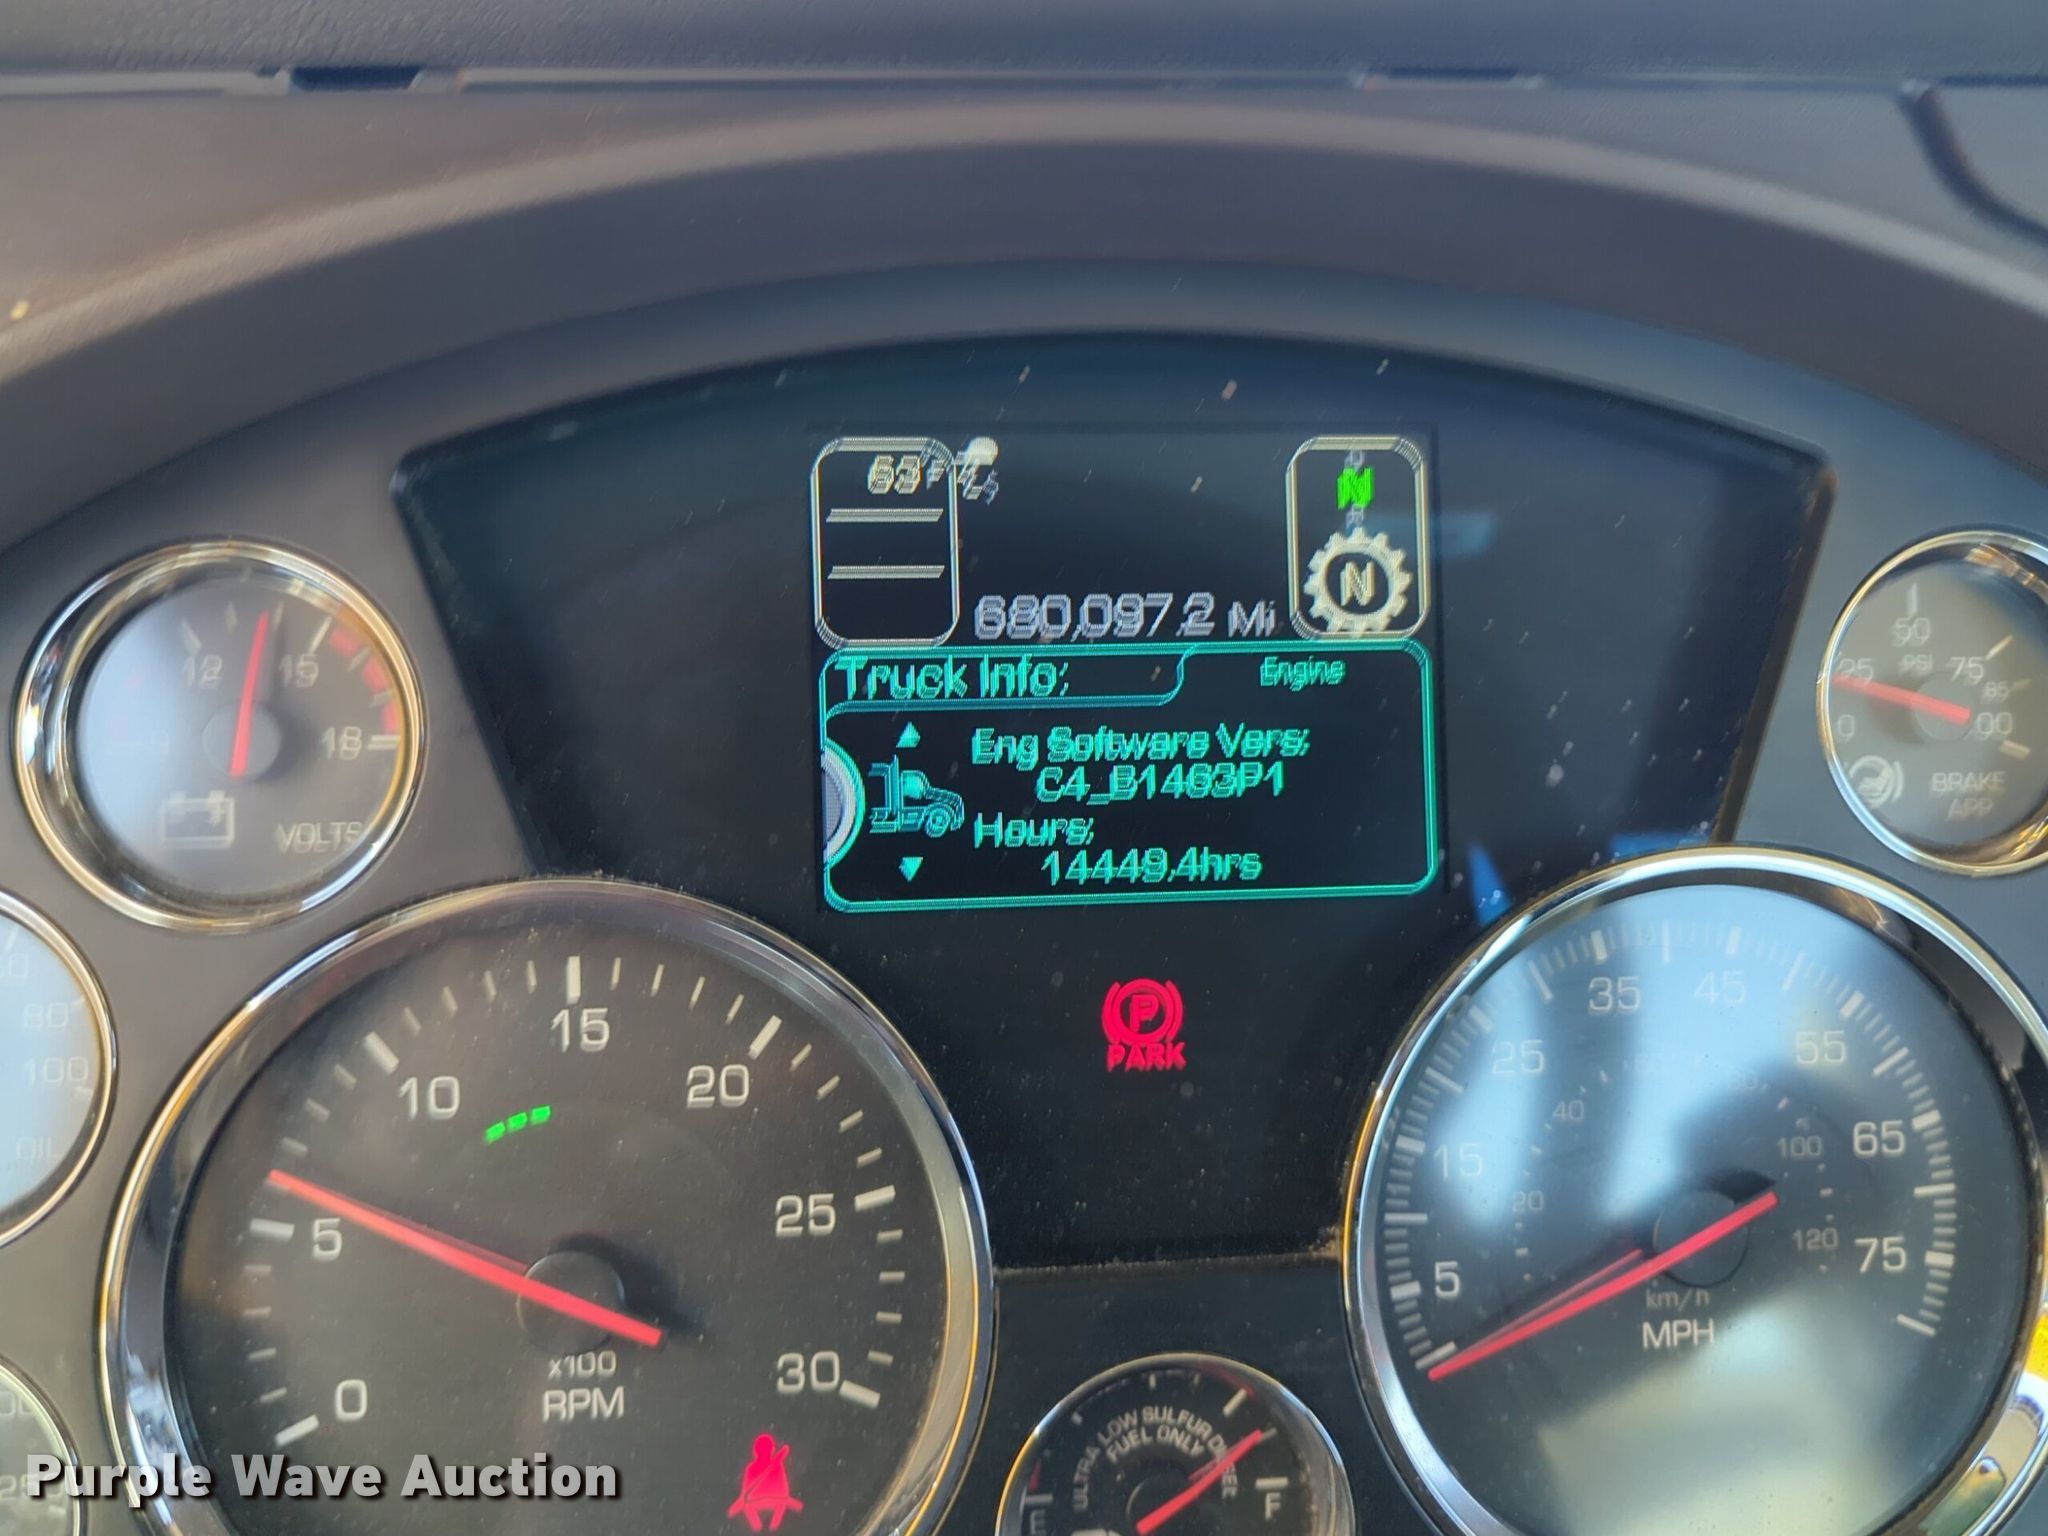 63°F
N
R
N
680,097.2 Mi
Truck Info:
Engine
Eng Software Vers:
C4_B1463P1
Hours:
14449.4hrs
12
15
18
VOLTS
50
25
PSI
75
85
0
BRAKE
APP
80
100
OIL
PARK
0
5
10
15
20
25
30
x100
RPM
5
15
25
35
45
55
65
75
20
40
100
120
km/h
MPH
ULTRA LOW SULFUR DIESEL
FUEL ONLY
F
Purple Wave Auction